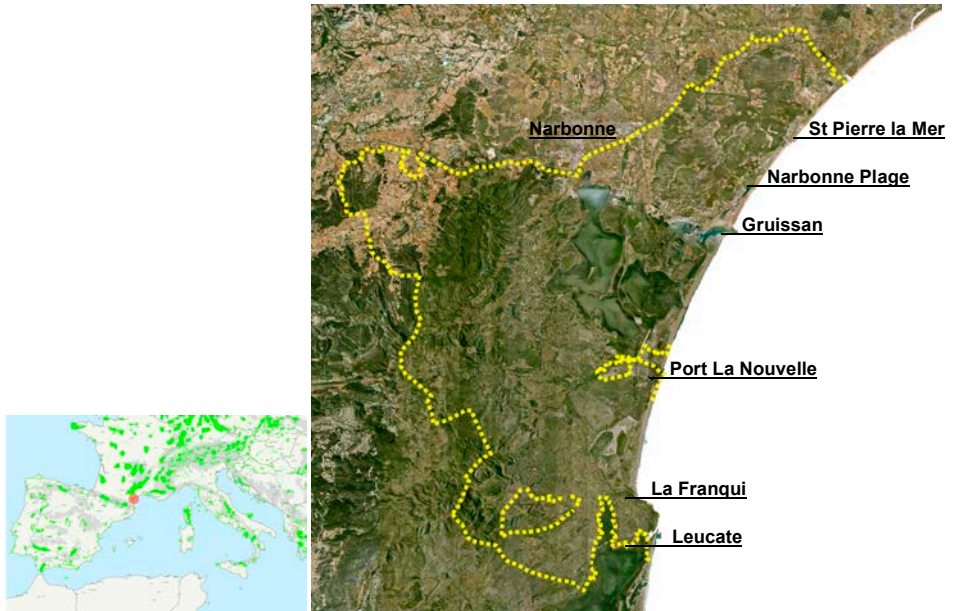 Narbonne
St Pierre la Mer
Narbonne Plage
Gruissan
Port La Nouvelle
La Franqui
Leucate